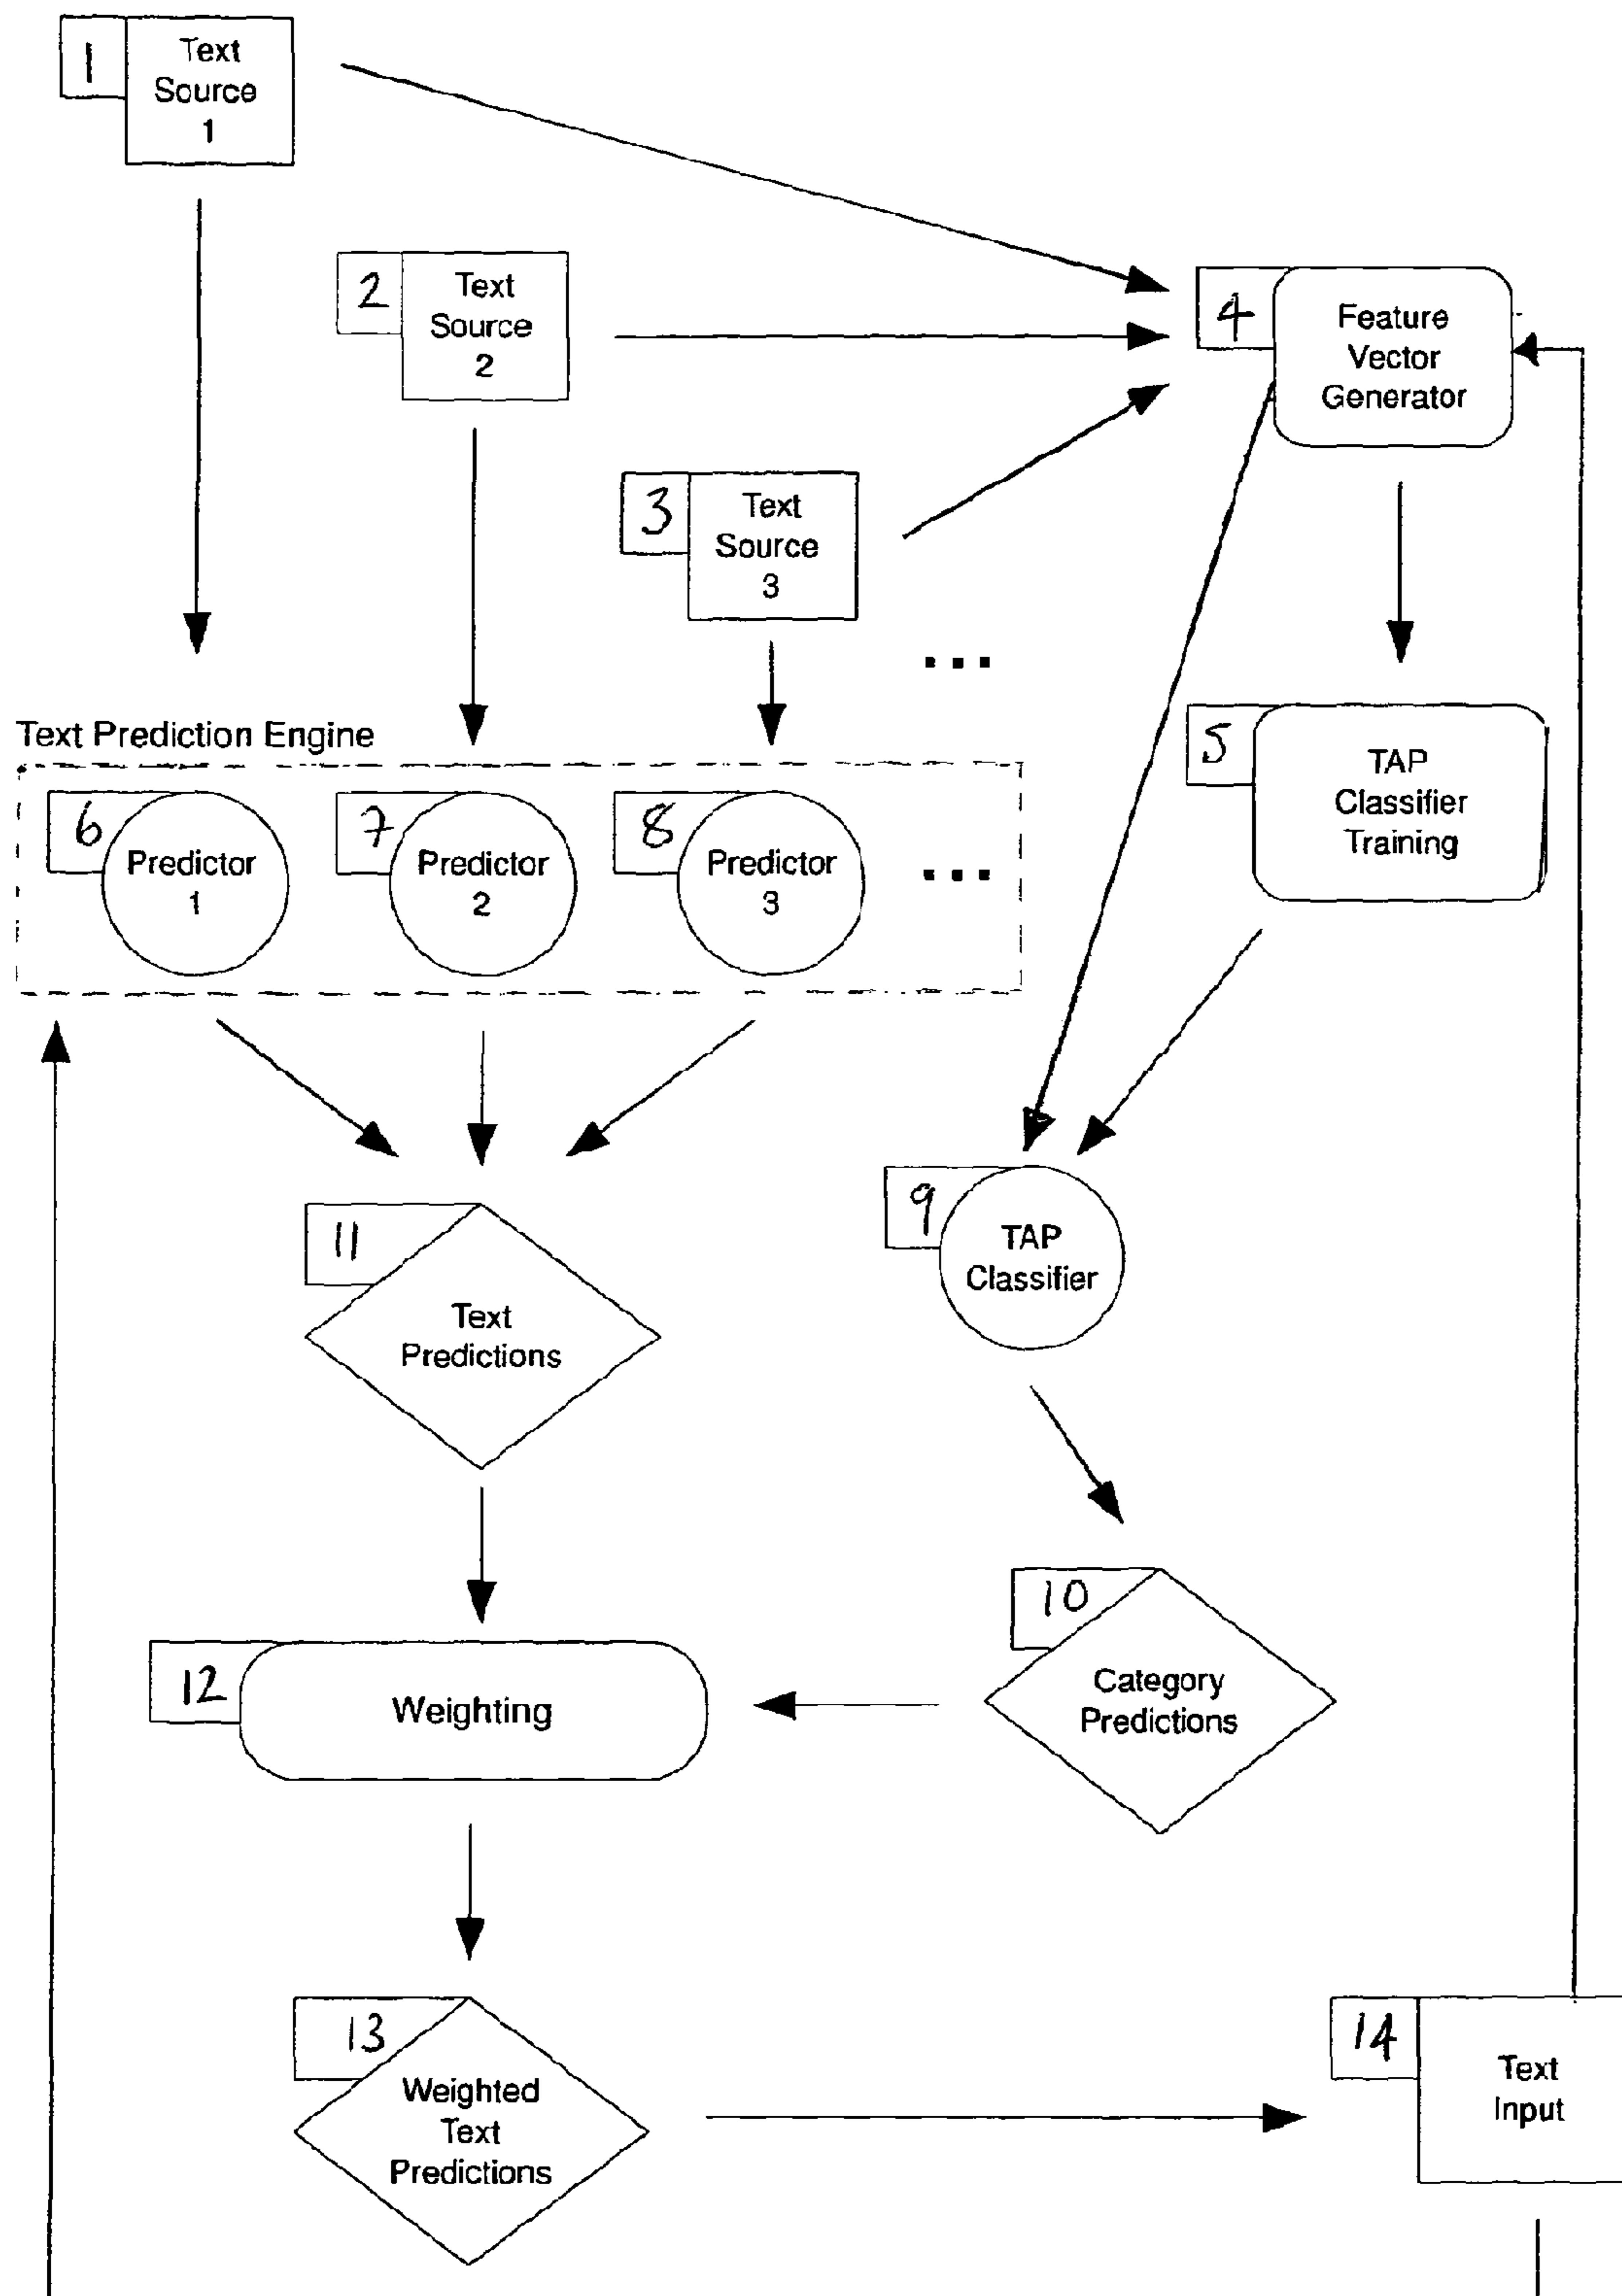 1
Text
Source
1
2
Text
Source
2
4
Feature
Vector
Generator
3
Text
Source
3
...
Text Prediction Engine
5
TAP
Classifier
Training
6
Predictor
1
7
Predictor
2
8
Predictor
3
...
9
TAP
Classifier
11
Text
Predictions
10
Category
Predictions
12
Weighting
13
Weighted
Text
Predictions
14
Text
Input